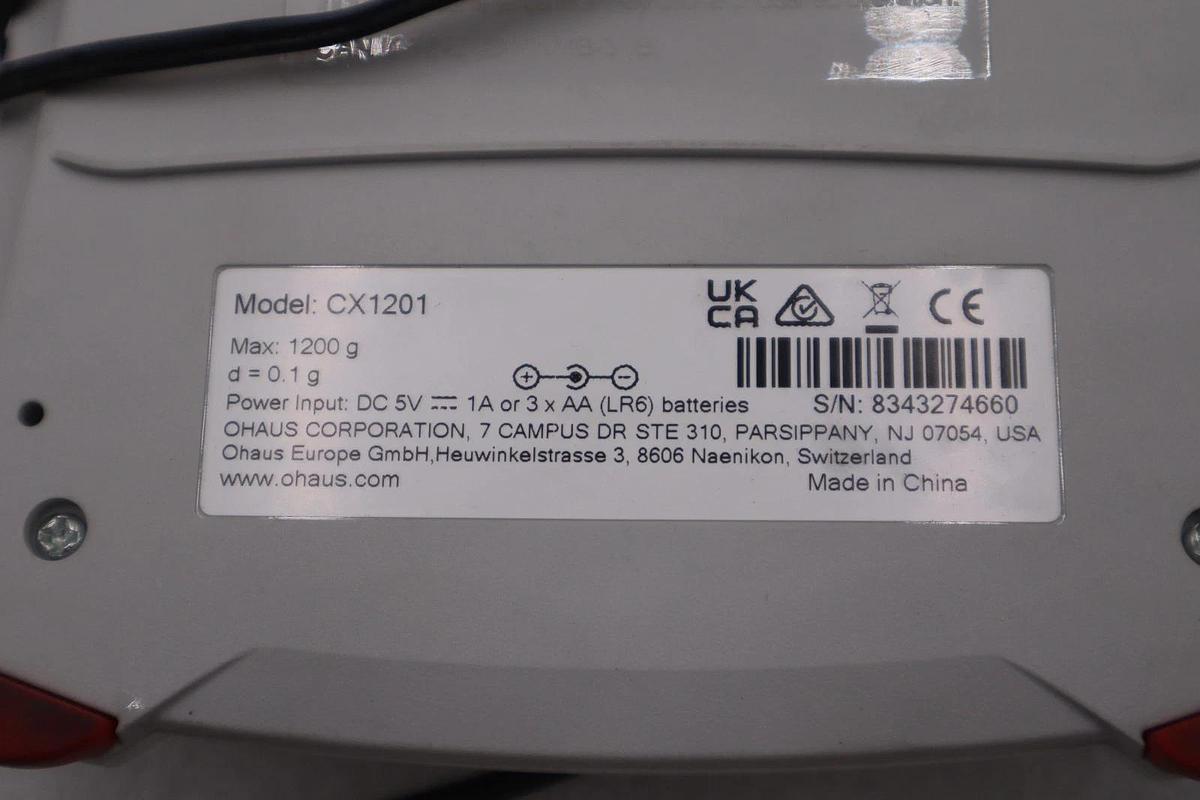 Model: CX1201
UK
CA
CE
Max: 1200 g
d = 0.1 g
Power Input: DC 5V ⎓ 1A or 3 x AA (LR6) batteries
S/N: 8343274660
OHAUS CORPORATION, 7 CAMPUS DR STE 310, PARSIPPANY, NJ 07054, USA
Ohaus Europe GmbH,Heuwinkelstrasse 3, 8606 Naenikon, Switzerland
www.ohaus.com
Made in China